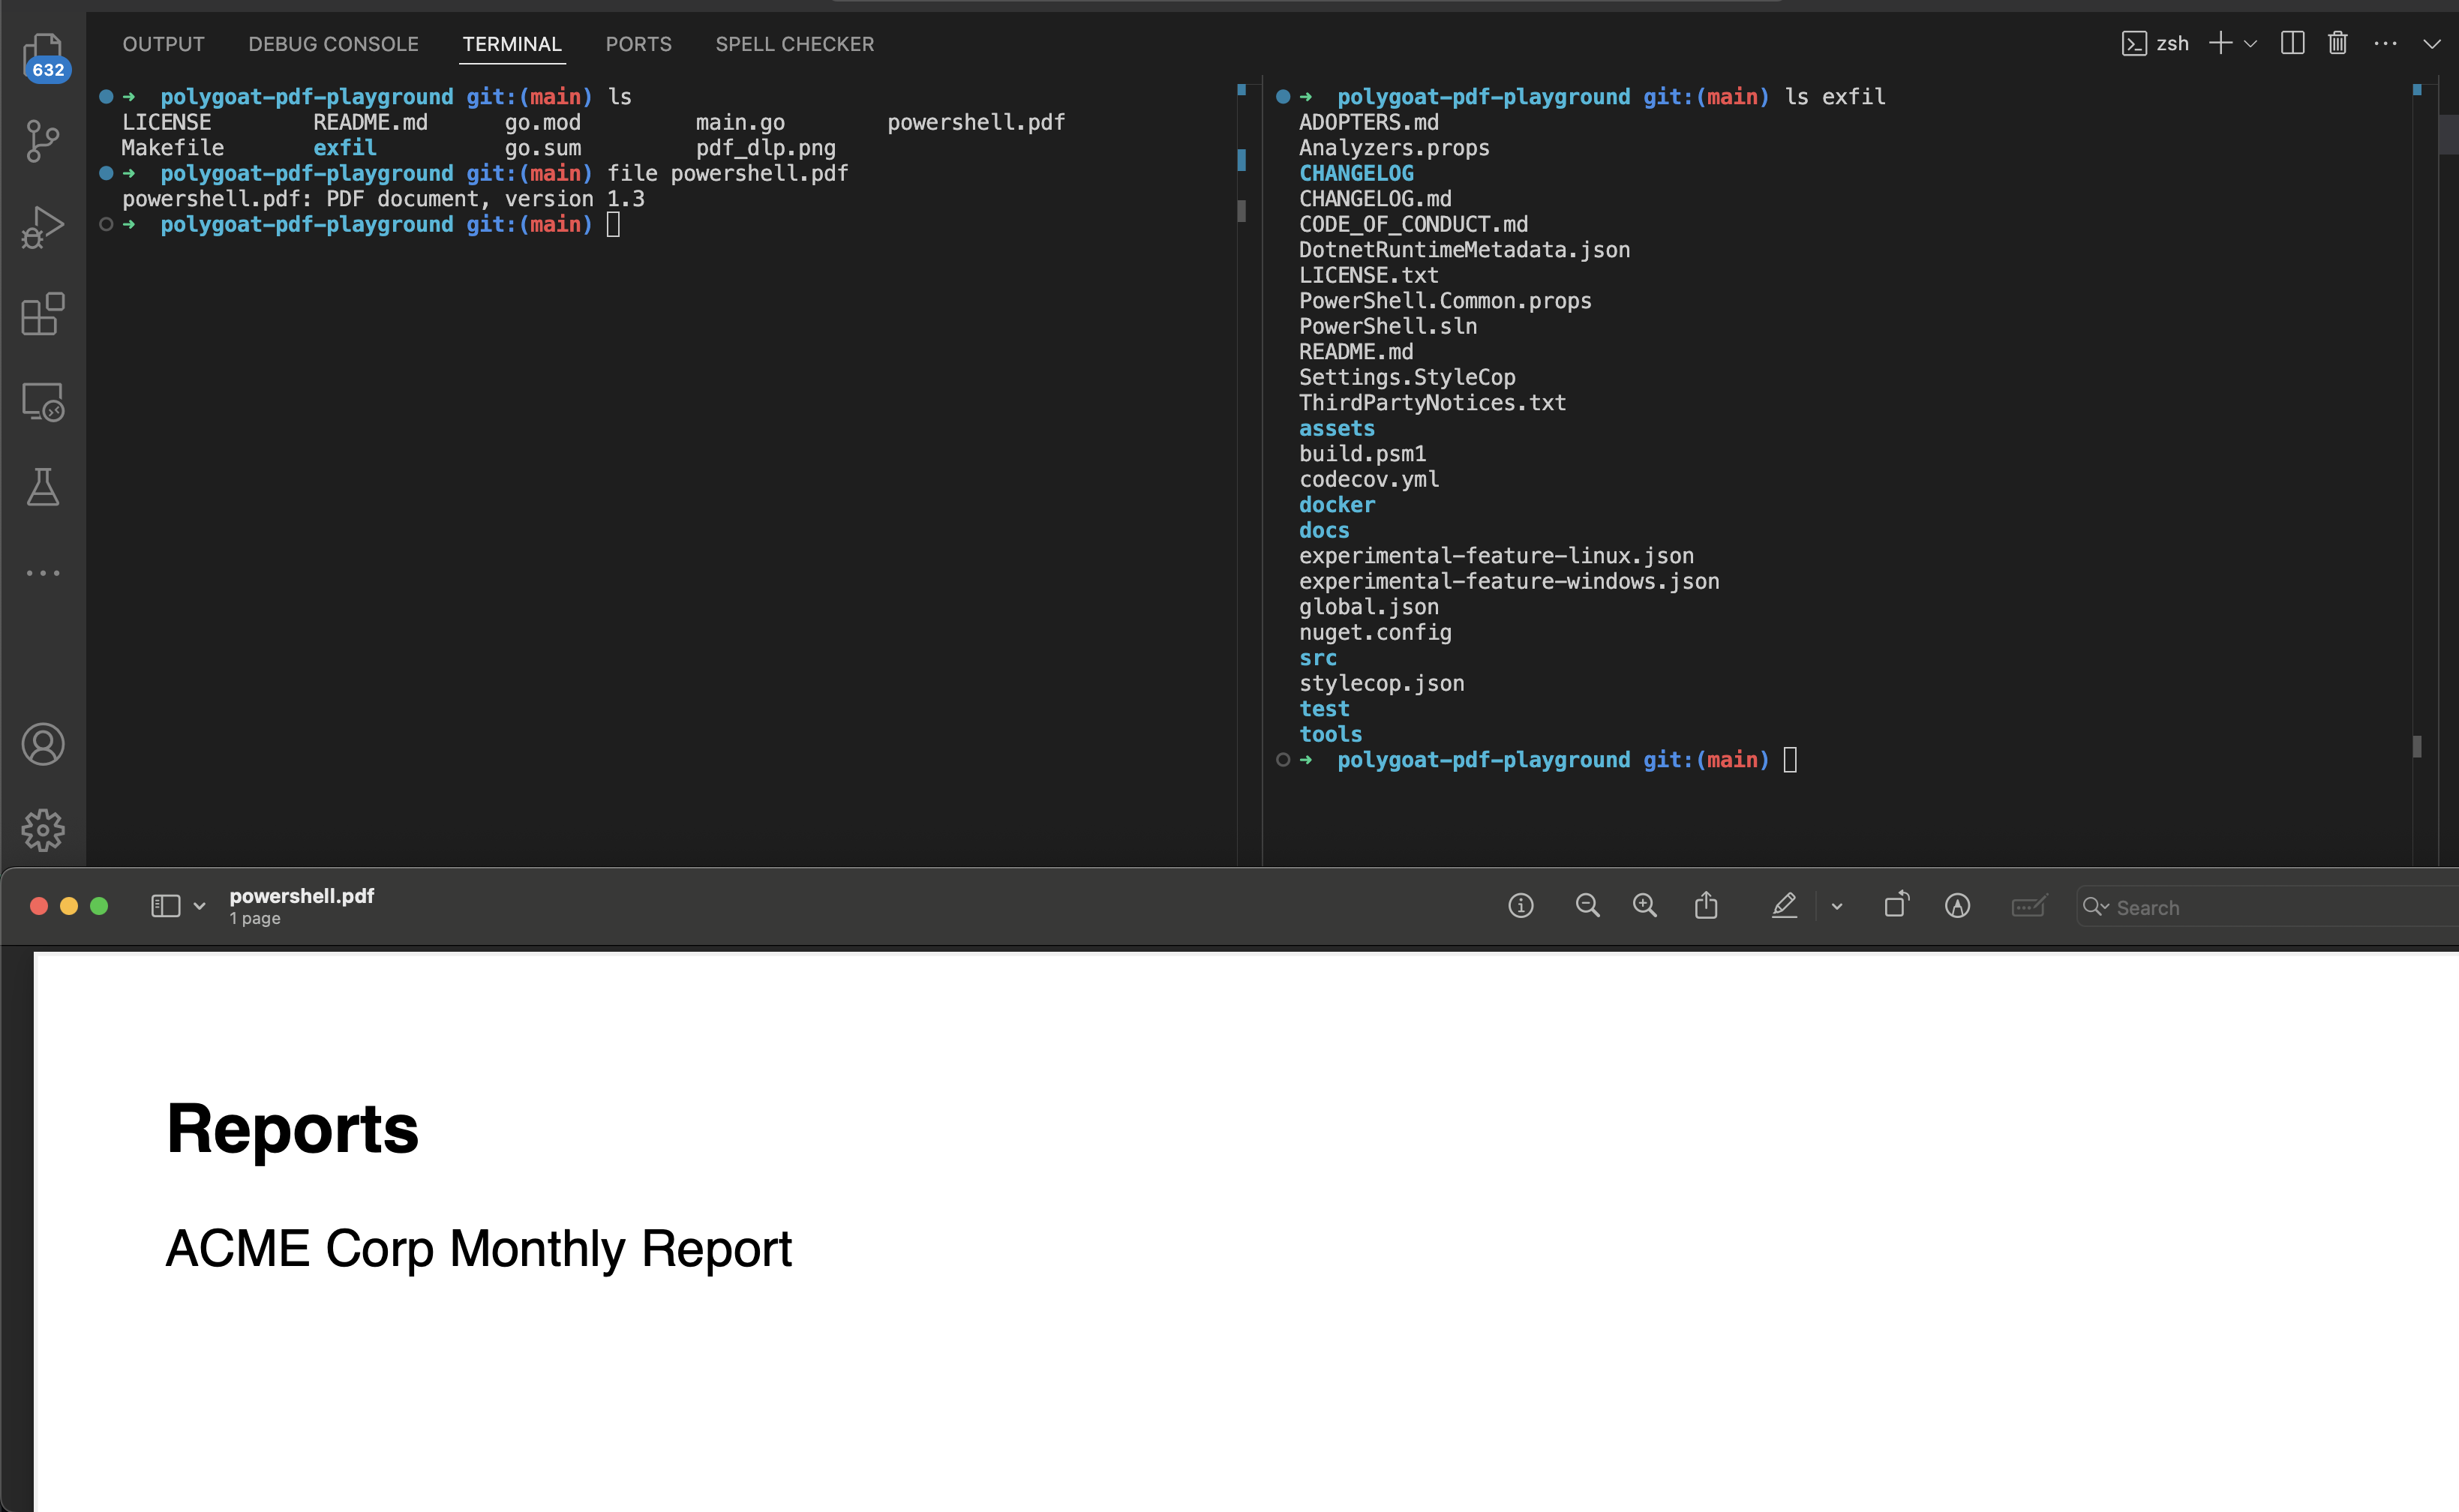 OUTPUT DEBUG CONSOLE TERMINAL PORTS SPELL CHECKER zsh
632
➜ polygoat-pdf-playground git:(main) ls
LICENSE README.md go.mod main.go powershell.pdf
Makefile exfil go.sum pdf_dlp.png
➜ polygoat-pdf-playground git:(main) file powershell.pdf
powershell.pdf: PDF document, version 1.3
➜ polygoat-pdf-playground git:(main)
➜ polygoat-pdf-playground git:(main) ls exfil
ADOPTERS.md
Analyzers.props
CHANGELOG
CHANGELOG.md
CODE_OF_CONDUCT.md
DotnetRuntimeMetadata.json
LICENSE.txt
PowerShell.Common.props
PowerShell.sln
README.md
Settings.StyleCop
ThirdPartyNotices.txt
assets
build.psm1
codecov.yml
docker
docs
experimental-feature-linux.json
experimental-feature-windows.json
global.json
nuget.config
src
stylecop.json
test
tools
➜ polygoat-pdf-playground git:(main)
powershell.pdf
1 page
Search
Reports
ACME Corp Monthly Report